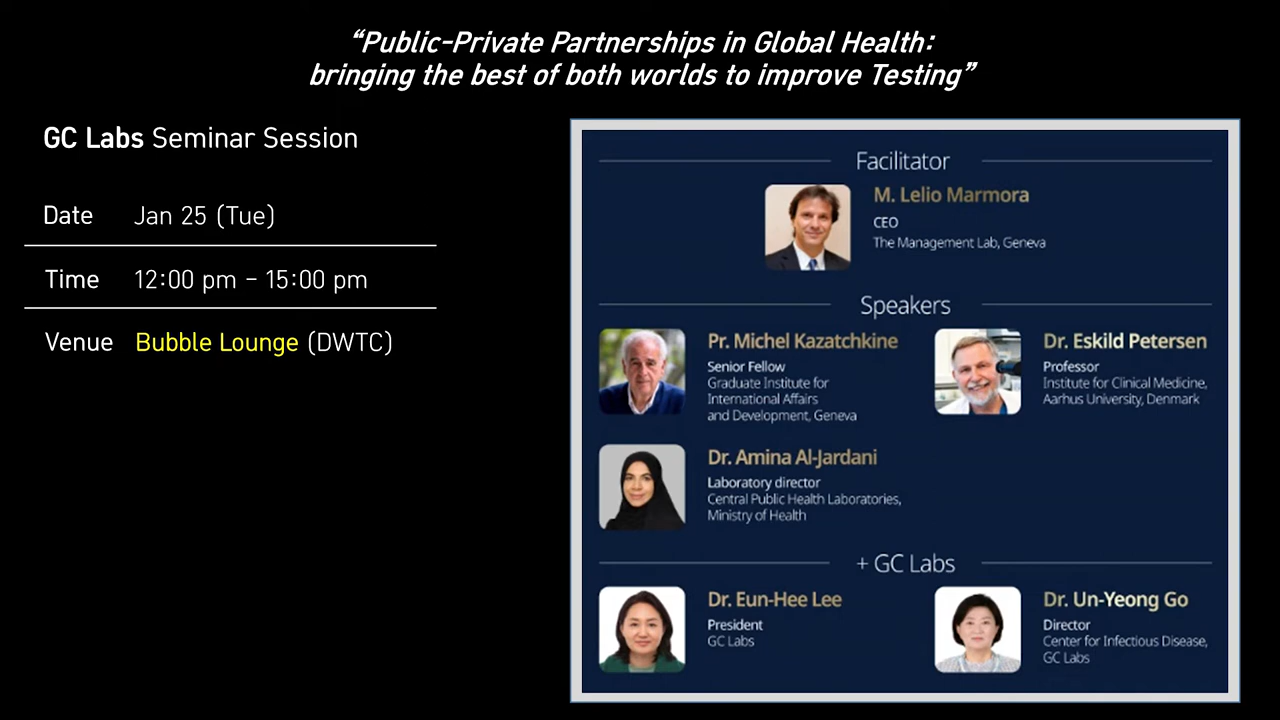 “Public-Private Partnerships in Global Health:
bringing the best of both worlds to improve Testing”
GC Labs Seminar Session
Date Jan 25 (Tue)
Time 12:00 pm - 15:00 pm
Venue Bubble Lounge (DWTC)
Facilitator
M. Lelio Marmora
CEO
The Management Lab, Geneva
Speakers
Pr. Michel Kazatchkine
Senior Fellow
Graduate Institute for
International Affairs
and Development, Geneva
Dr. Eskild Petersen
Professor
Institute for Clinical Medicine,
Aarhus University, Denmark
Dr. Amina Al-Jardani
Laboratory director
Central Public Health Laboratories,
Ministry of Health
+ GC Labs
Dr. Eun-Hee Lee
President
GC Labs
Dr. Un-Yeong Go
Director
Center for Infectious Disease,
GC Labs